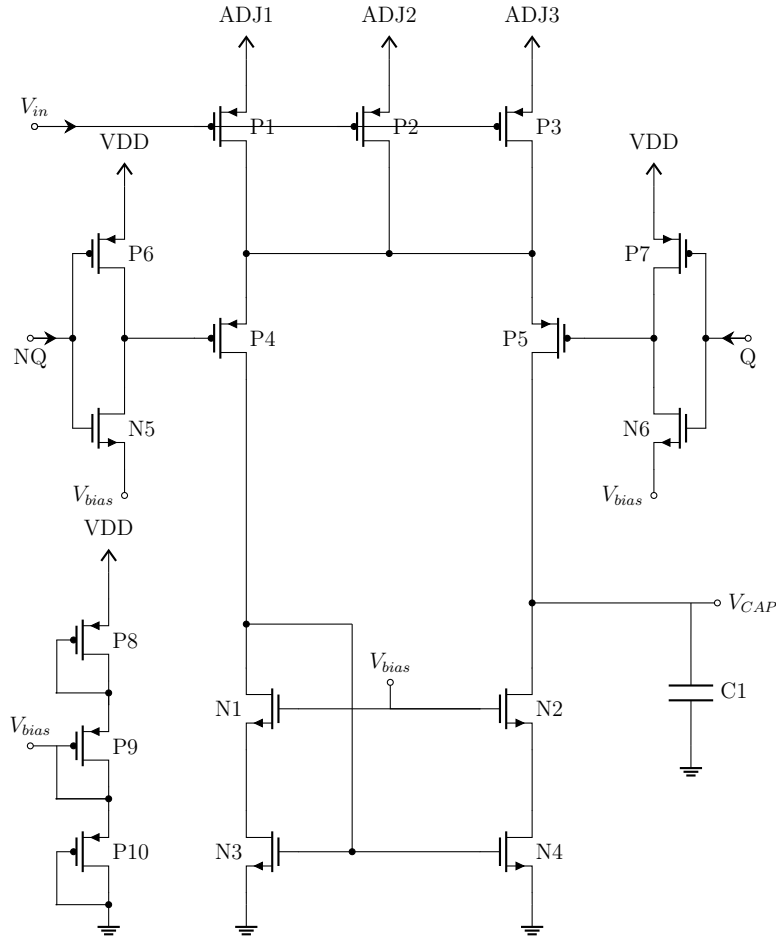 ADJ1 ADJ2 ADJ3
V_in
P1 P2 P3
VDD VDD
P6 P7
NQ P4 P5 Q
N5 N6
V_bias V_bias
VDD
V_CAP
P8
V_bias
C1
N1 N2
V_bias
P9
P10 N3 N4